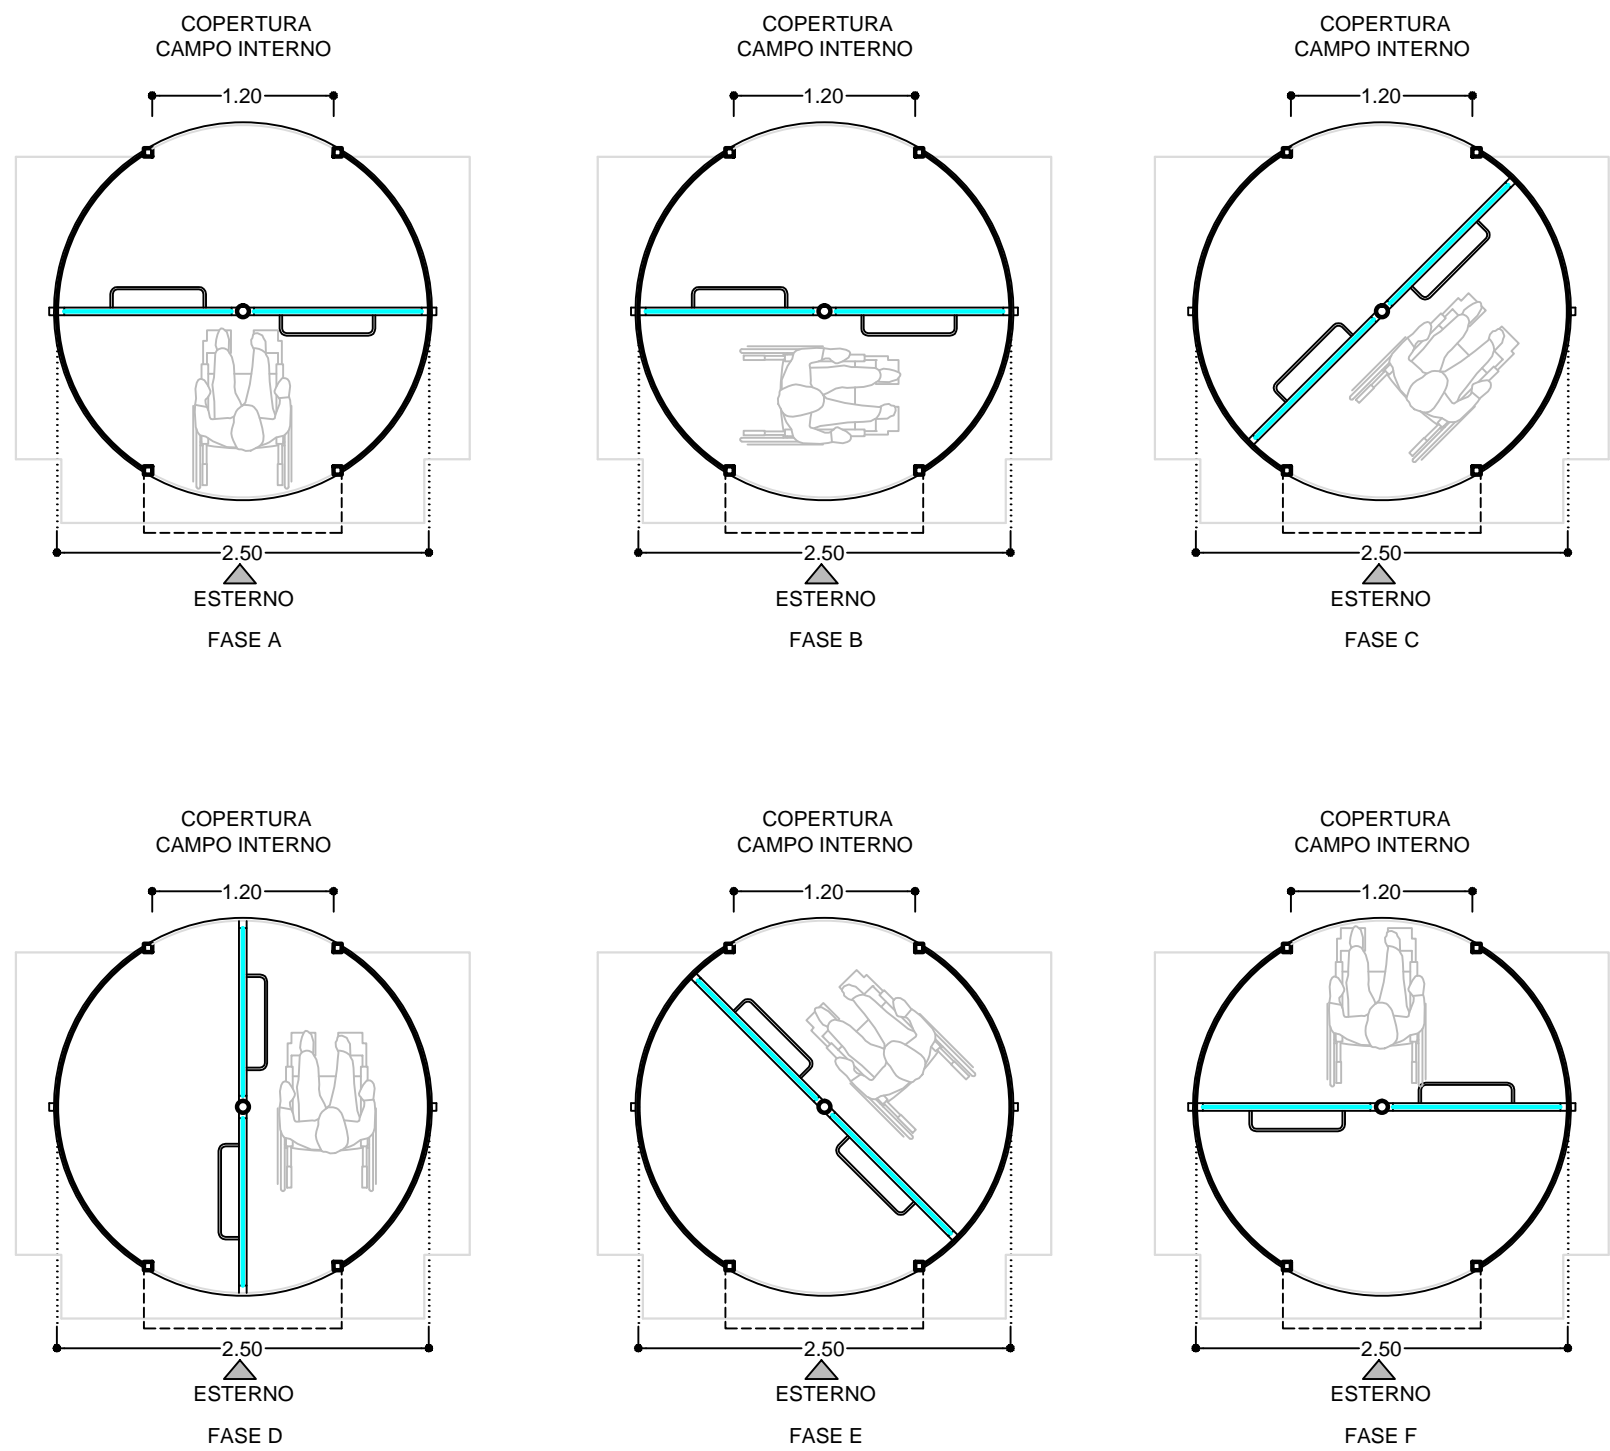 COPERTURA
CAMPO INTERNO
1.20
2.50
ESTERNO
FASE A
COPERTURA
CAMPO INTERNO
1.20
2.50
ESTERNO
FASE B
COPERTURA
CAMPO INTERNO
1.20
2.50
ESTERNO
FASE C
COPERTURA
CAMPO INTERNO
1.20
2.50
ESTERNO
FASE D
COPERTURA
CAMPO INTERNO
1.20
2.50
ESTERNO
FASE E
COPERTURA
CAMPO INTERNO
1.20
2.50
ESTERNO
FASE F